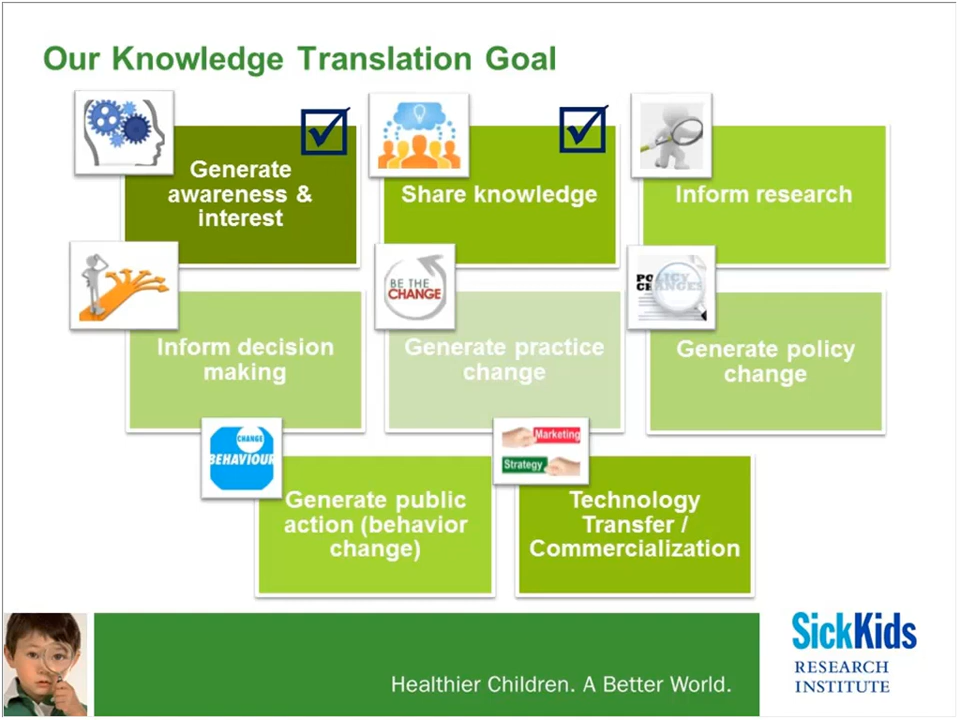 Our Knowledge Translation Goal
Generate
awareness &
interest
Share knowledge
Inform research
Inform decision
making
BE THE
CHANGE
Generate practice
change
POLICY
CHANGES
Generate policy
change
CHANGE
BEHAVIOUR
Generate public
action (behavior
change)
Marketing
Strategy
Technology
Transfer /
Commercialization
Healthier Children. A Better World.
SickKids
RESEARCH
INSTITUTE